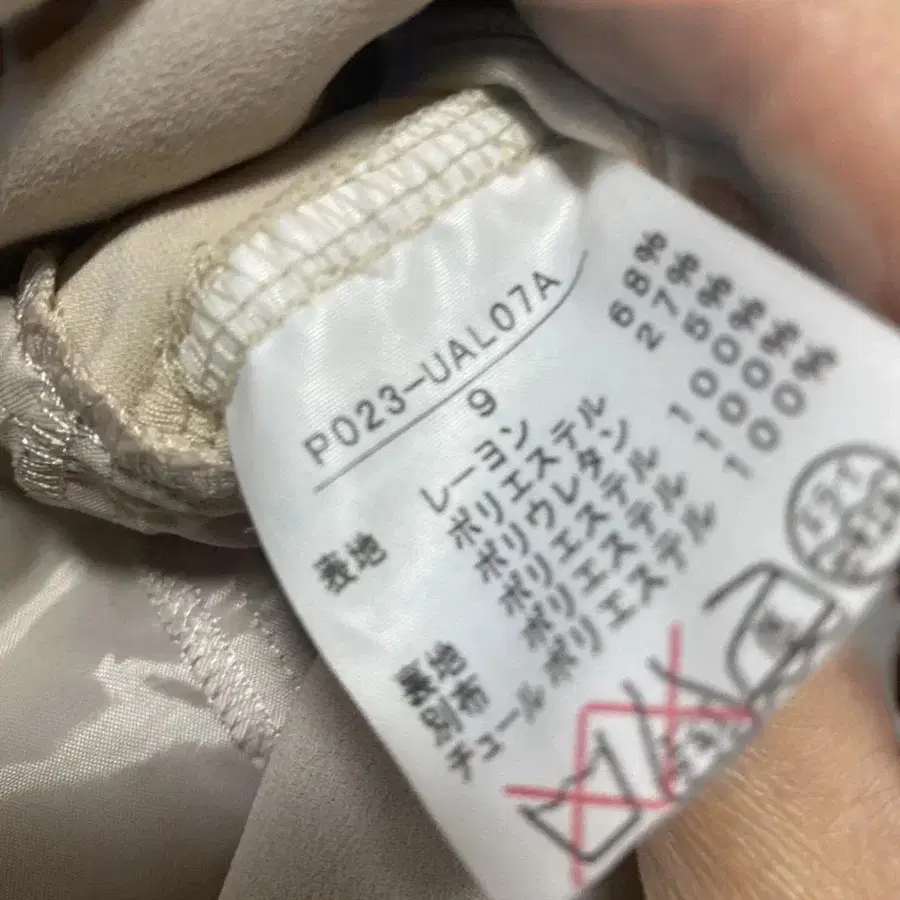 P023-UAL07A
9
表地 レーヨン 68%
ポリエステル 27%
ポリウレタン 5%
裏地 ポリエステル 100%
別布 ポリエステル 100%
チュール ポリエステル 100%